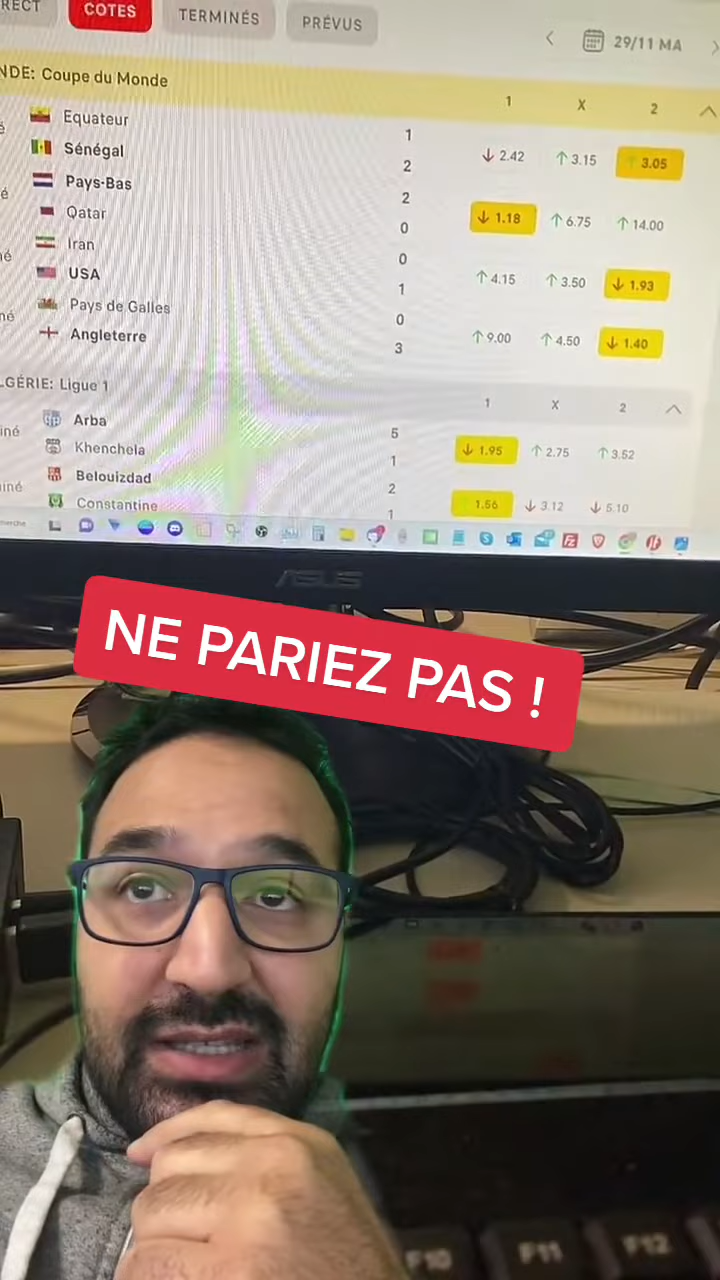 RECT COTES TERMINÉS PRÉVUS 29/11 MA
NDE: Coupe du Monde 1 X 2
Equateur 1
Sénégal 2
2.42 3.15 3.05
Pays-Bas 2
Qatar 0
1.18 6.75 14.00
Iran 0
USA 1
4.15 3.50 1.93
Pays de Galles 0
Angleterre 3
9.00 4.50 1.40
LGÉRIE: Ligue 1 1 X 2
Arba 5
Khenchela 1
1.95 2.75 3.52
Belouizdad 2
Constantine 1
1.56 3.12 5.10
ASUS
NE PARIEZ PAS !
F10 F11 F12